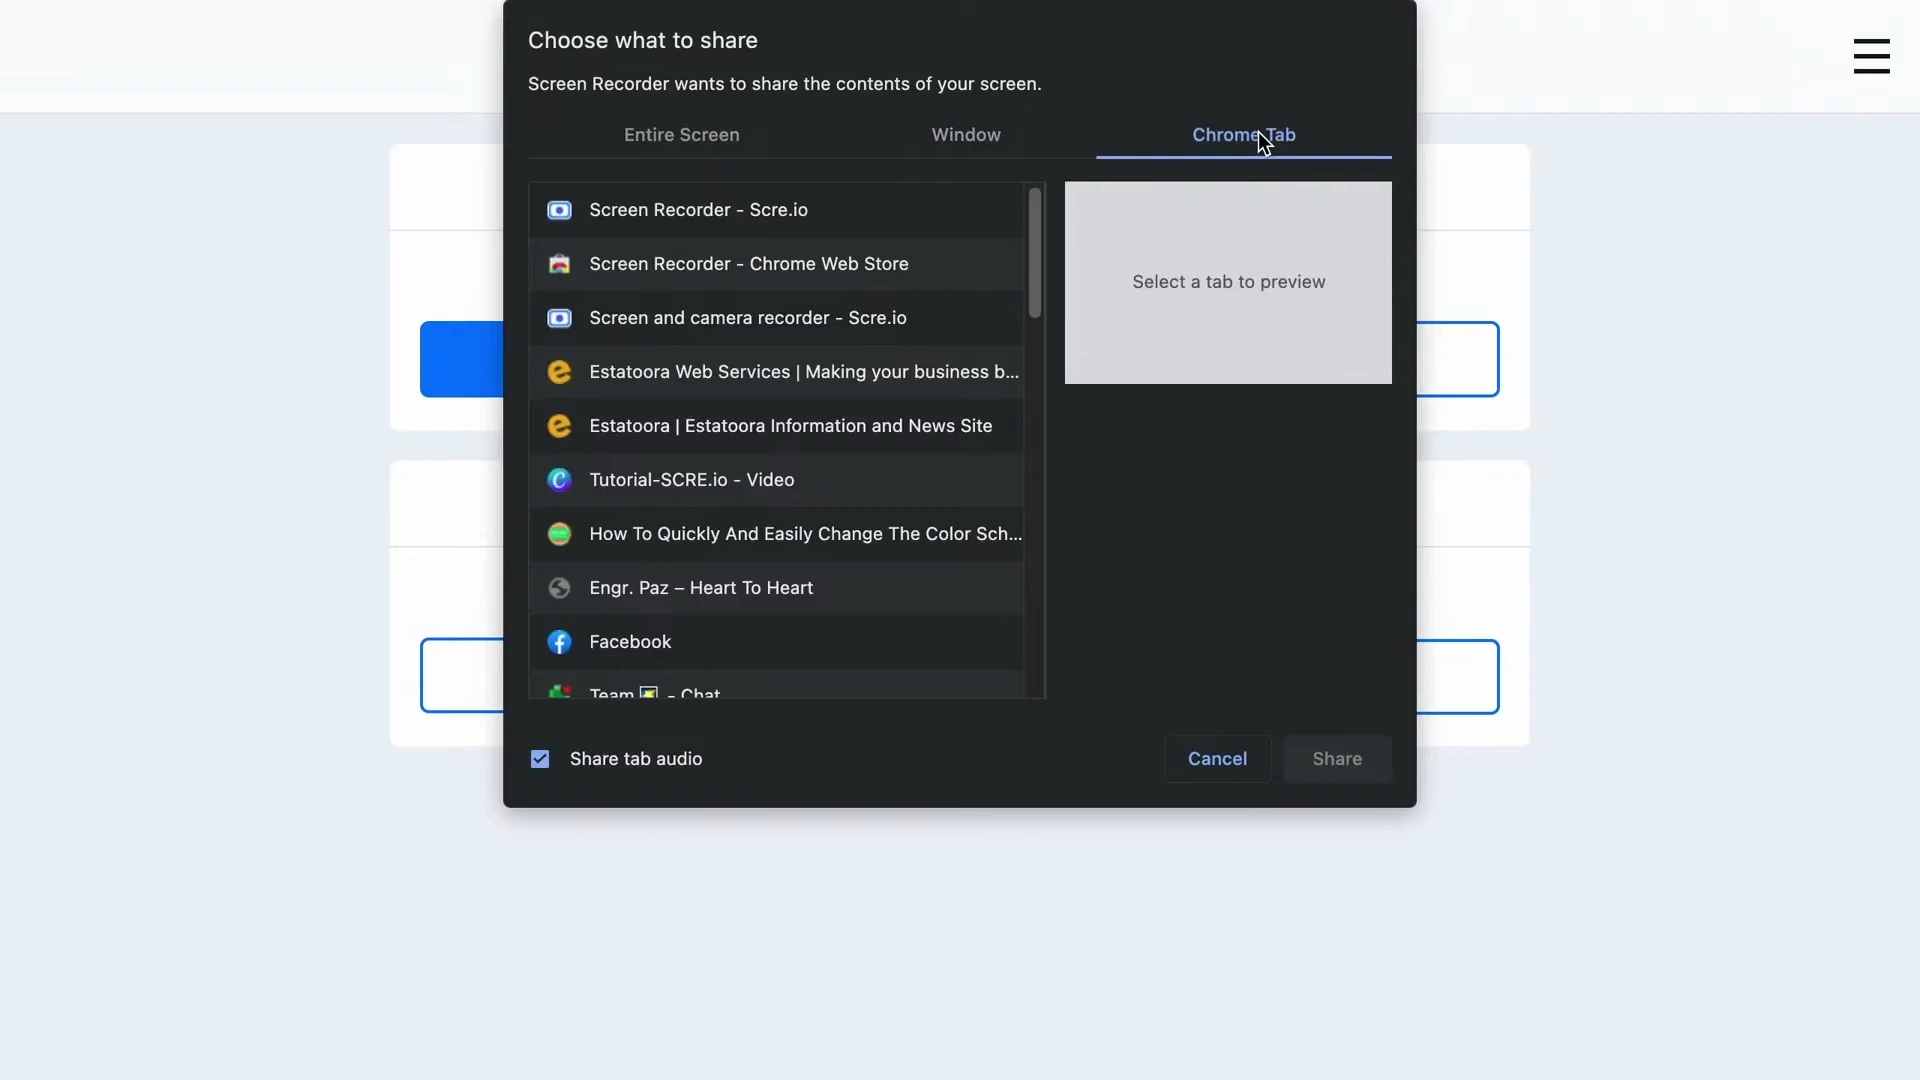 Choose what to share
Screen Recorder wants to share the contents of your screen.
Entire Screen
Window
Chrome Tab
Screen Recorder - Scre.io
Screen Recorder - Chrome Web Store
Screen and camera recorder - Scre.io
Estatoora Web Services | Making your business b...
Estatoora | Estatoora Information and News Site
Tutorial-SCRE.io - Video
How To Quickly And Easily Change The Color Sch...
Engr. Paz – Heart To Heart
Facebook
Team - Chat
Select a tab to preview
Share tab audio
Cancel
Share